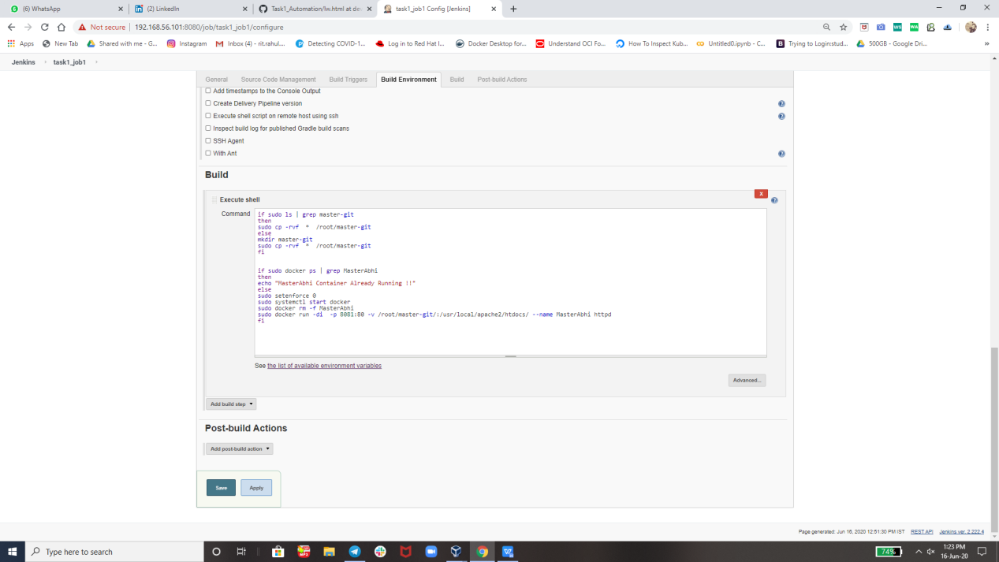 (6) WhatsApp
(2) LinkedIn
Task1_Automation/lw.html at de
task1_job1 Config [Jenkins]
Not secure
192.168.56.101:8080/job/task1_job1/configure
Apps
New Tab
Shared with me - G...
Instagram
Inbox (4) - rit.rahul...
Detecting COVID-1...
Log in to Red Hat I...
Docker Desktop for...
Understand OCI Fo...
How To Inspect Kub...
Untitled0.ipynb - C...
Trying to Login:stud...
500GB - Google Dri...
»
Jenkins
task1_job1
General
Source Code Management
Build Triggers
Build Environment
Build
Post-build Actions
Add timestamps to the Console Output
Create Delivery Pipeline version
Execute shell script on remote host using ssh
Inspect build log for published Gradle build scans
SSH Agent
With Ant
Build
X
Execute shell
Command
if sudo ls | grep master-git
then
sudo cp -rvf  *  /root/master-git
else
mkdir master-git
sudo cp -rvf  *  /root/master-git
fi
if sudo docker ps | grep MasterAbhi
then
echo "MasterAbhi Container Already Running !!"
else
sudo setenforce 0
sudo systemctl start docker
sudo docker rm -f MasterAbhi
sudo docker run -di  -p 8081:80 -v /root/master-git/:/usr/local/apache2/htdocs/ --name MasterAbhi httpd
fi
See the list of available environment variables
Advanced...
Add build step
Post-build Actions
Add post-build action
Save
Apply
Page generated: Jun 16, 2020 12:51:30 PM IST
REST API
Jenkins ver. 2.222.4
Type here to search
74%
1:23 PM
16-Jun-20